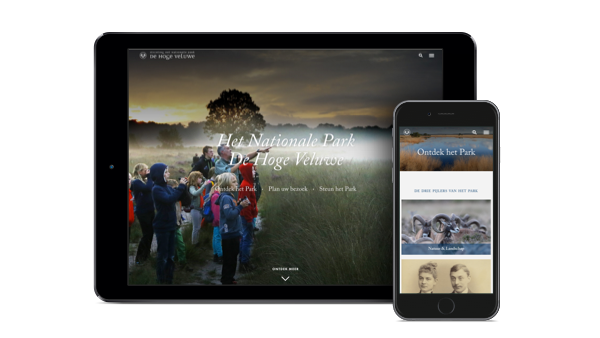 De Hoge Veluwe
Het Nationale Park
De Hoge Veluwe
Ontdek het Park · Plan uw bezoek · Steun het Park
ONTDEK MEER
Ontdek het Park
DE DRIE PIJLERS VAN HET PARK
Natuur & Landschap